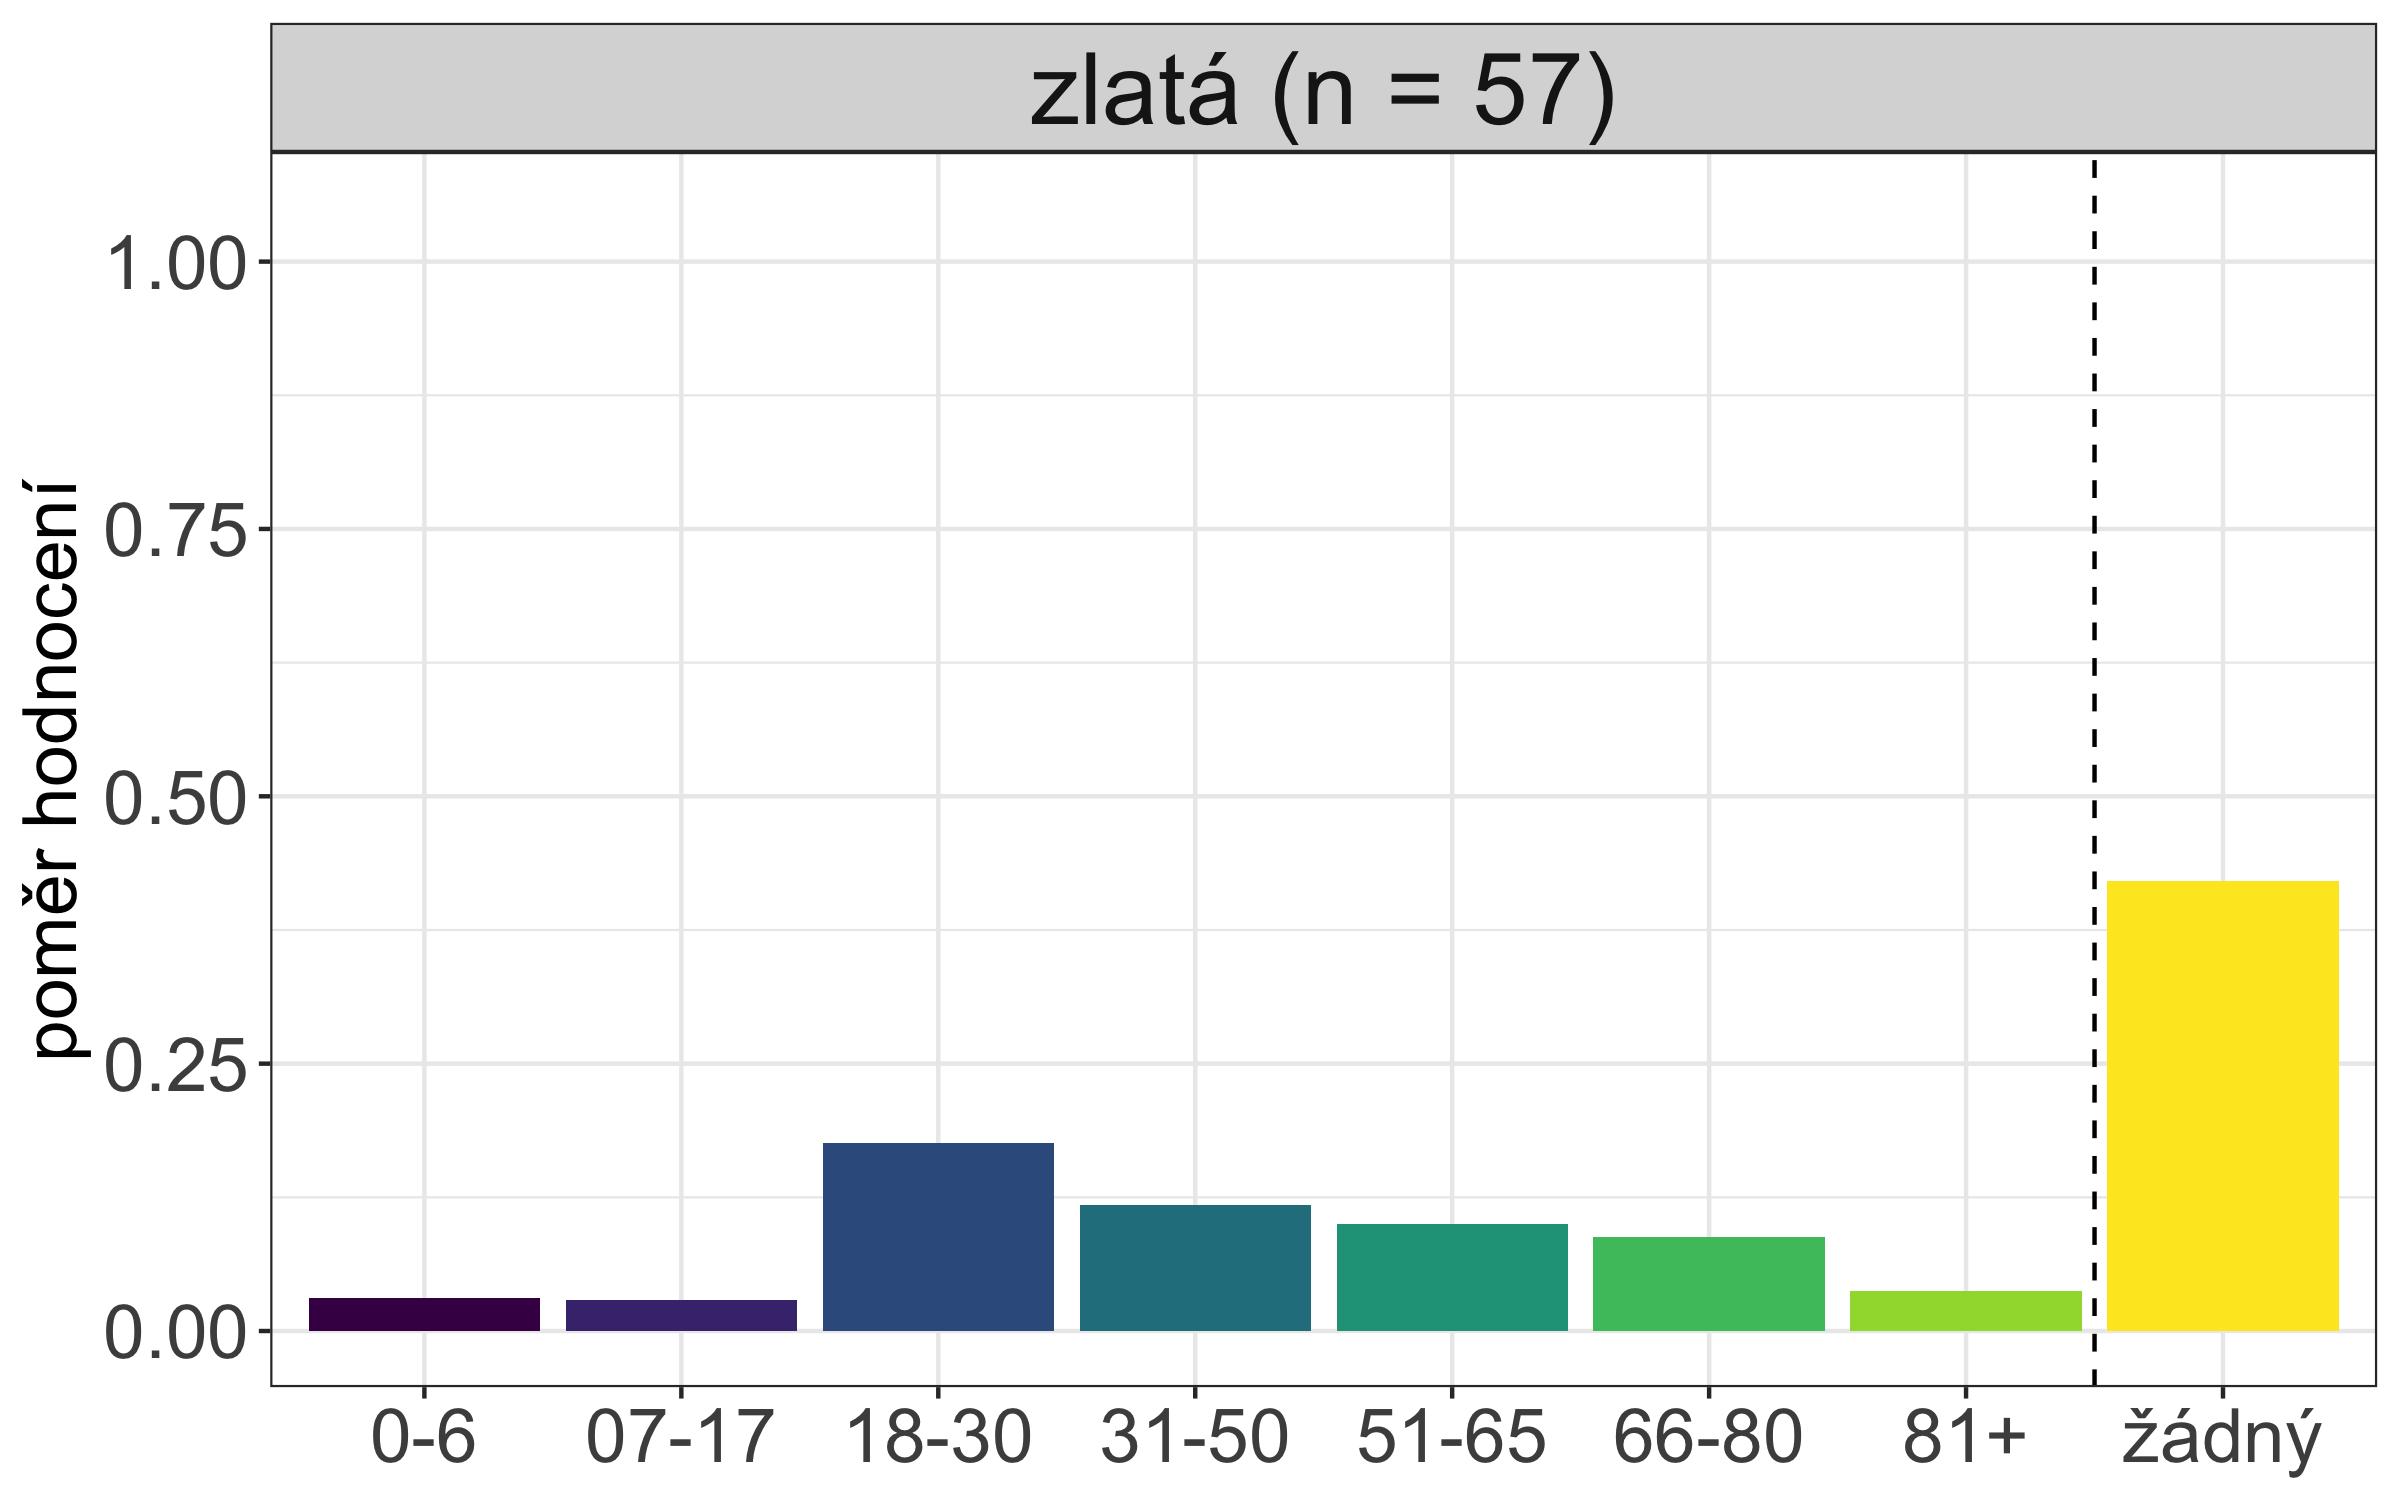 zlatá (n = 57)
poměr hodnocení
1.00
0.75
0.50
0.25
0.00
0-6 07-17 18-30 31-50 51-65 66-80 81+ žádný